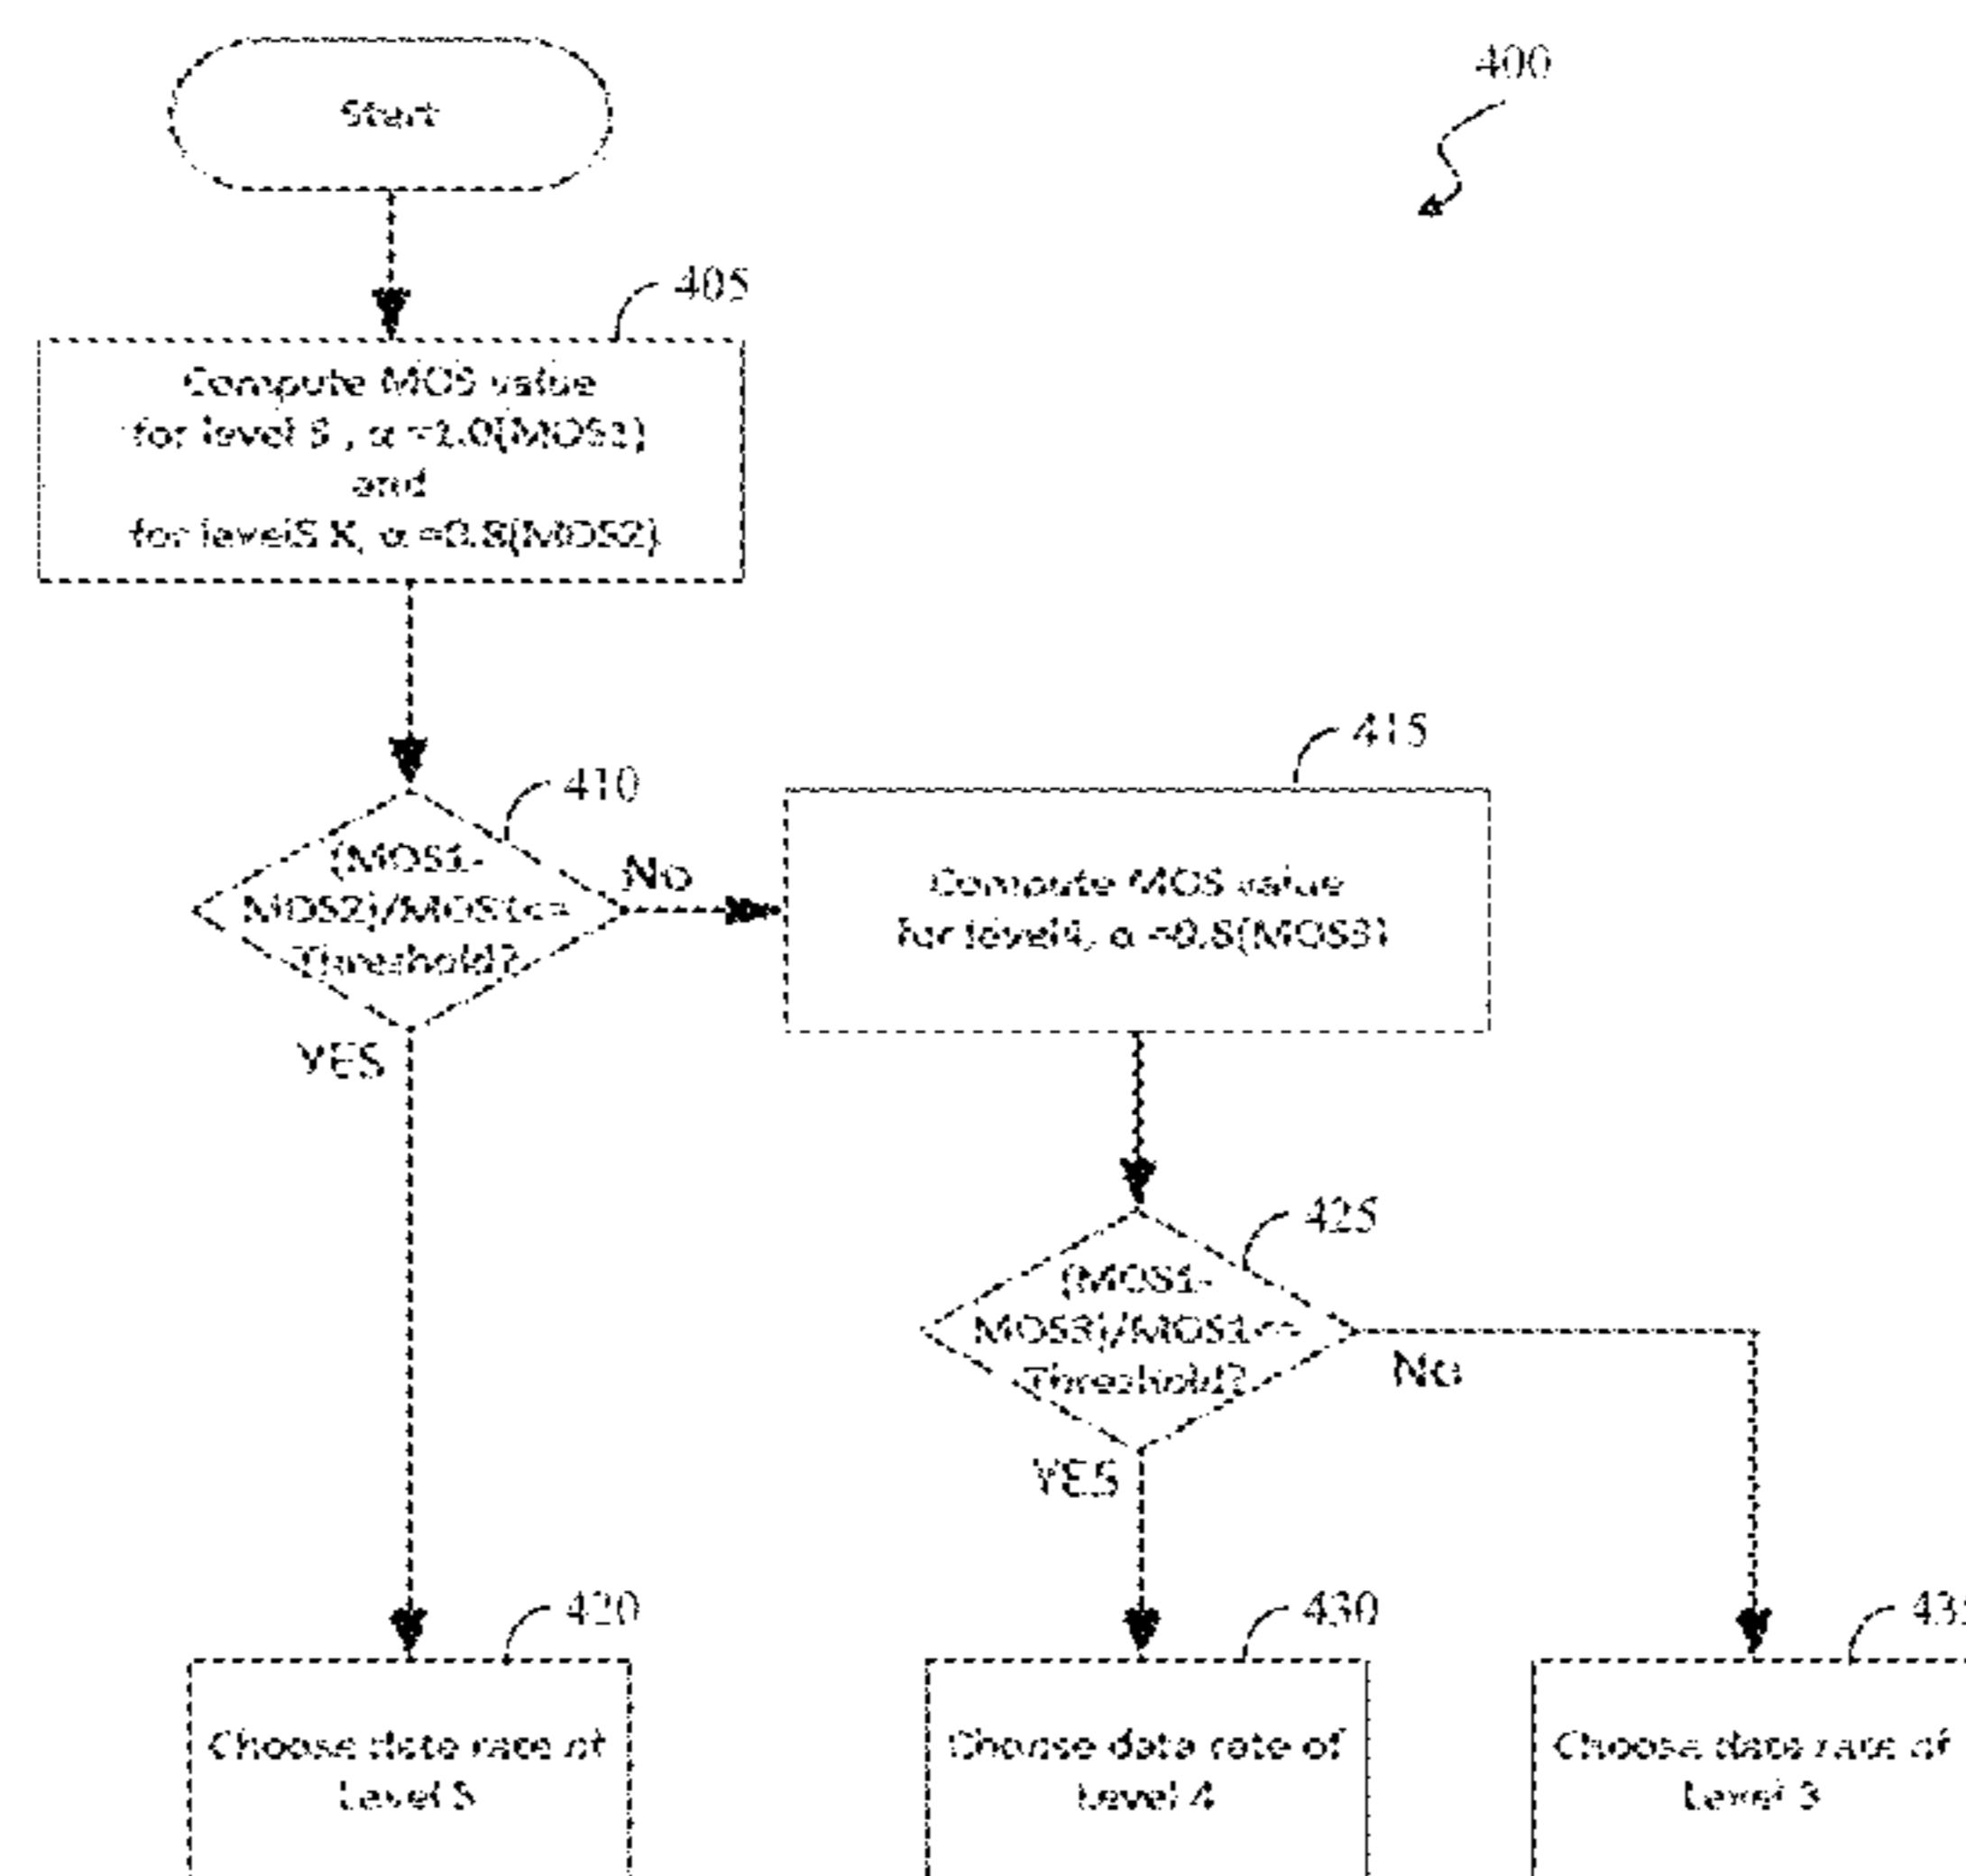 400
Start
405
Compute MOS value
for level 5 , α =1.0(MOS1)
and
for level5 X, α =0.8(MOS2)
410
(MOS1-
MOS2)/MOS1<=
Threshold?
No
YES
415
Compute MOS value
for level4, α =0.8(MOS3)
425
(MOS1-
MOS3)/MOS1<=
Threshold?
No
YES
420
Choose data rate of
Level 5
430
Choose data rate of
Level 4
435
Choose data rate of
Level 3